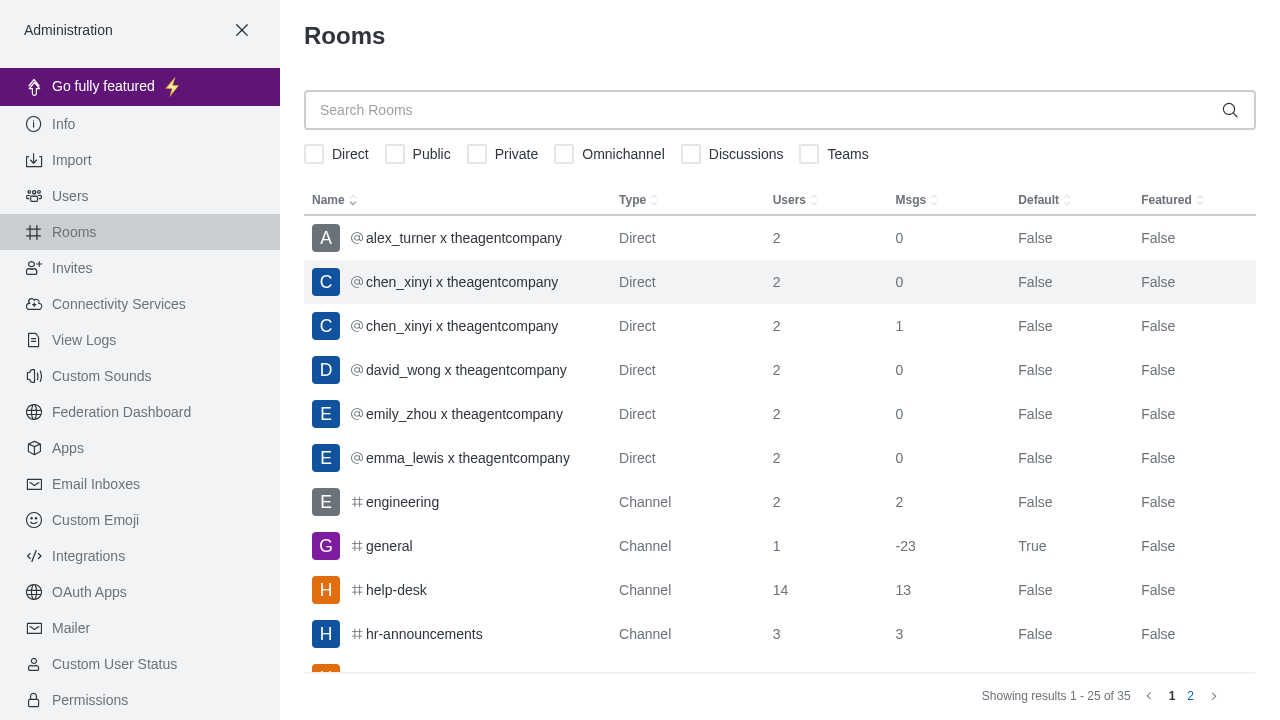 Administration
Go fully featured ⚡
Info
Import
Users
Rooms
Invites
Connectivity Services
View Logs
Custom Sounds
Federation Dashboard
Apps
Email Inboxes
Custom Emoji
Integrations
OAuth Apps
Mailer
Custom User Status
Permissions
Rooms
Search Rooms
Direct Public Private Omnichannel Discussions Teams
Name Type Users Msgs Default Featured
A @ alex_turner x theagentcompany Direct 2 0 False False
C @ chen_xinyi x theagentcompany Direct 2 0 False False
C @ chen_xinyi x theagentcompany Direct 2 1 False False
D @ david_wong x theagentcompany Direct 2 0 False False
E @ emily_zhou x theagentcompany Direct 2 0 False False
E @ emma_lewis x theagentcompany Direct 2 0 False False
E # engineering Channel 2 2 False False
G # general Channel 1 -23 True False
H # help-desk Channel 14 13 False False
H # hr-announcements Channel 3 3 False False
Showing results 1 - 25 of 35 1 2